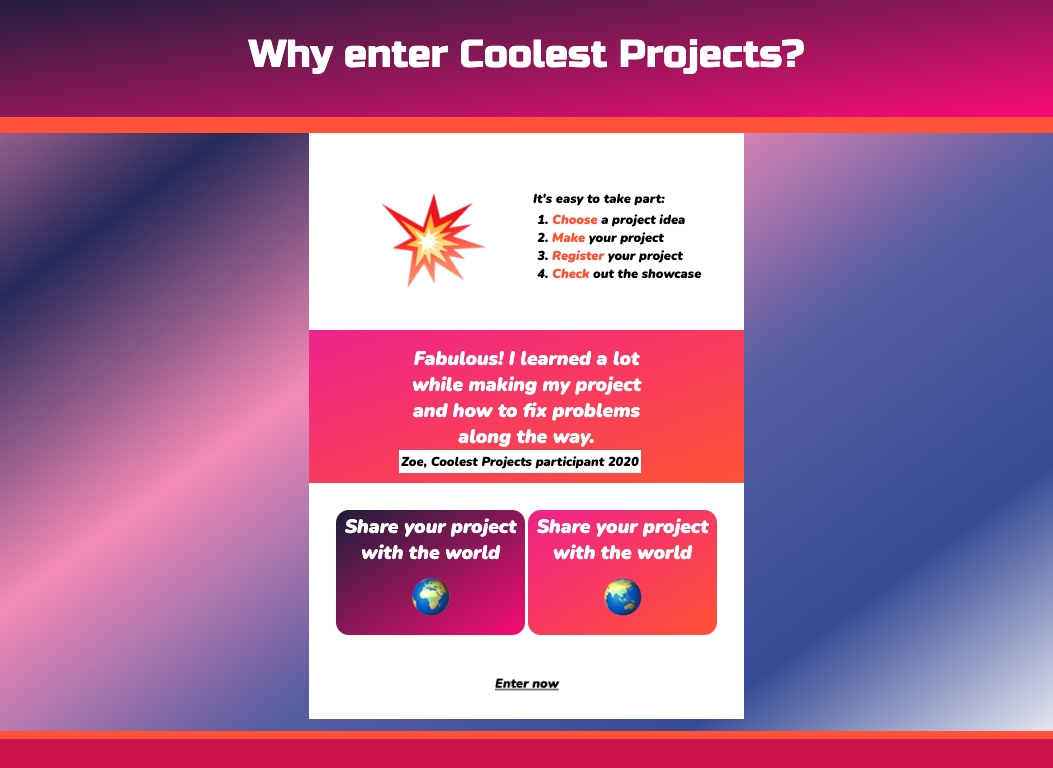 Why enter Coolest Projects?
It's easy to take part:
1. Choose a project idea
2. Make your project
3. Register your project
4. Check out the showcase
Fabulous! I learned a lot
while making my project
and how to fix problems
along the way.
Zoe, Coolest Projects participant 2020
Share your project
with the world
Share your project
with the world
Enter now